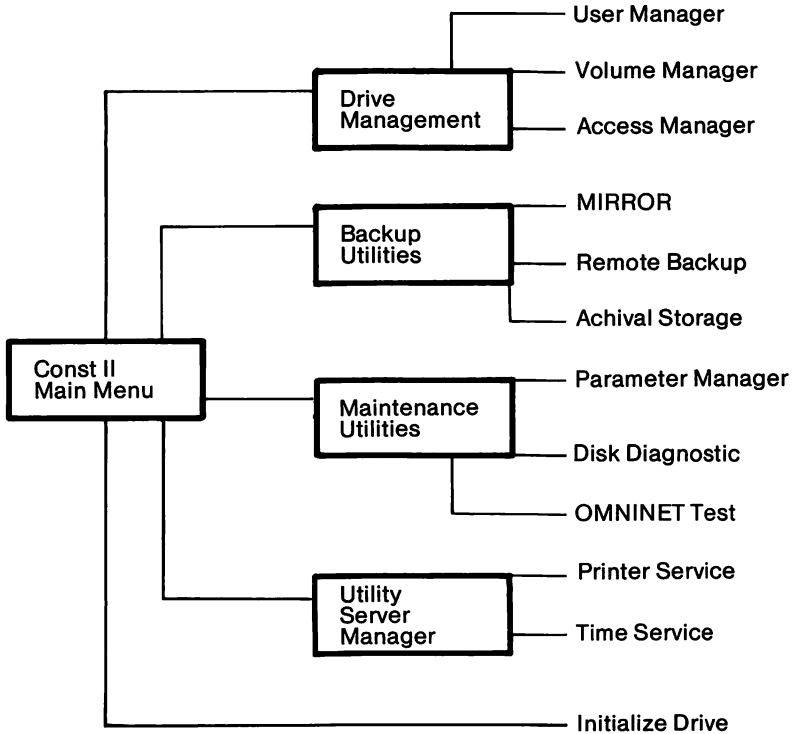 User Manager
Drive
Management
Volume Manager
Access Manager
Backup
Utilities
MIRROR
Remote Backup
Achival Storage
Const II
Main Menu
Maintenance
Utilities
Parameter Manager
Disk Diagnostic
OMNINET Test
Utility
Server
Manager
Printer Service
Time Service
Initialize Drive